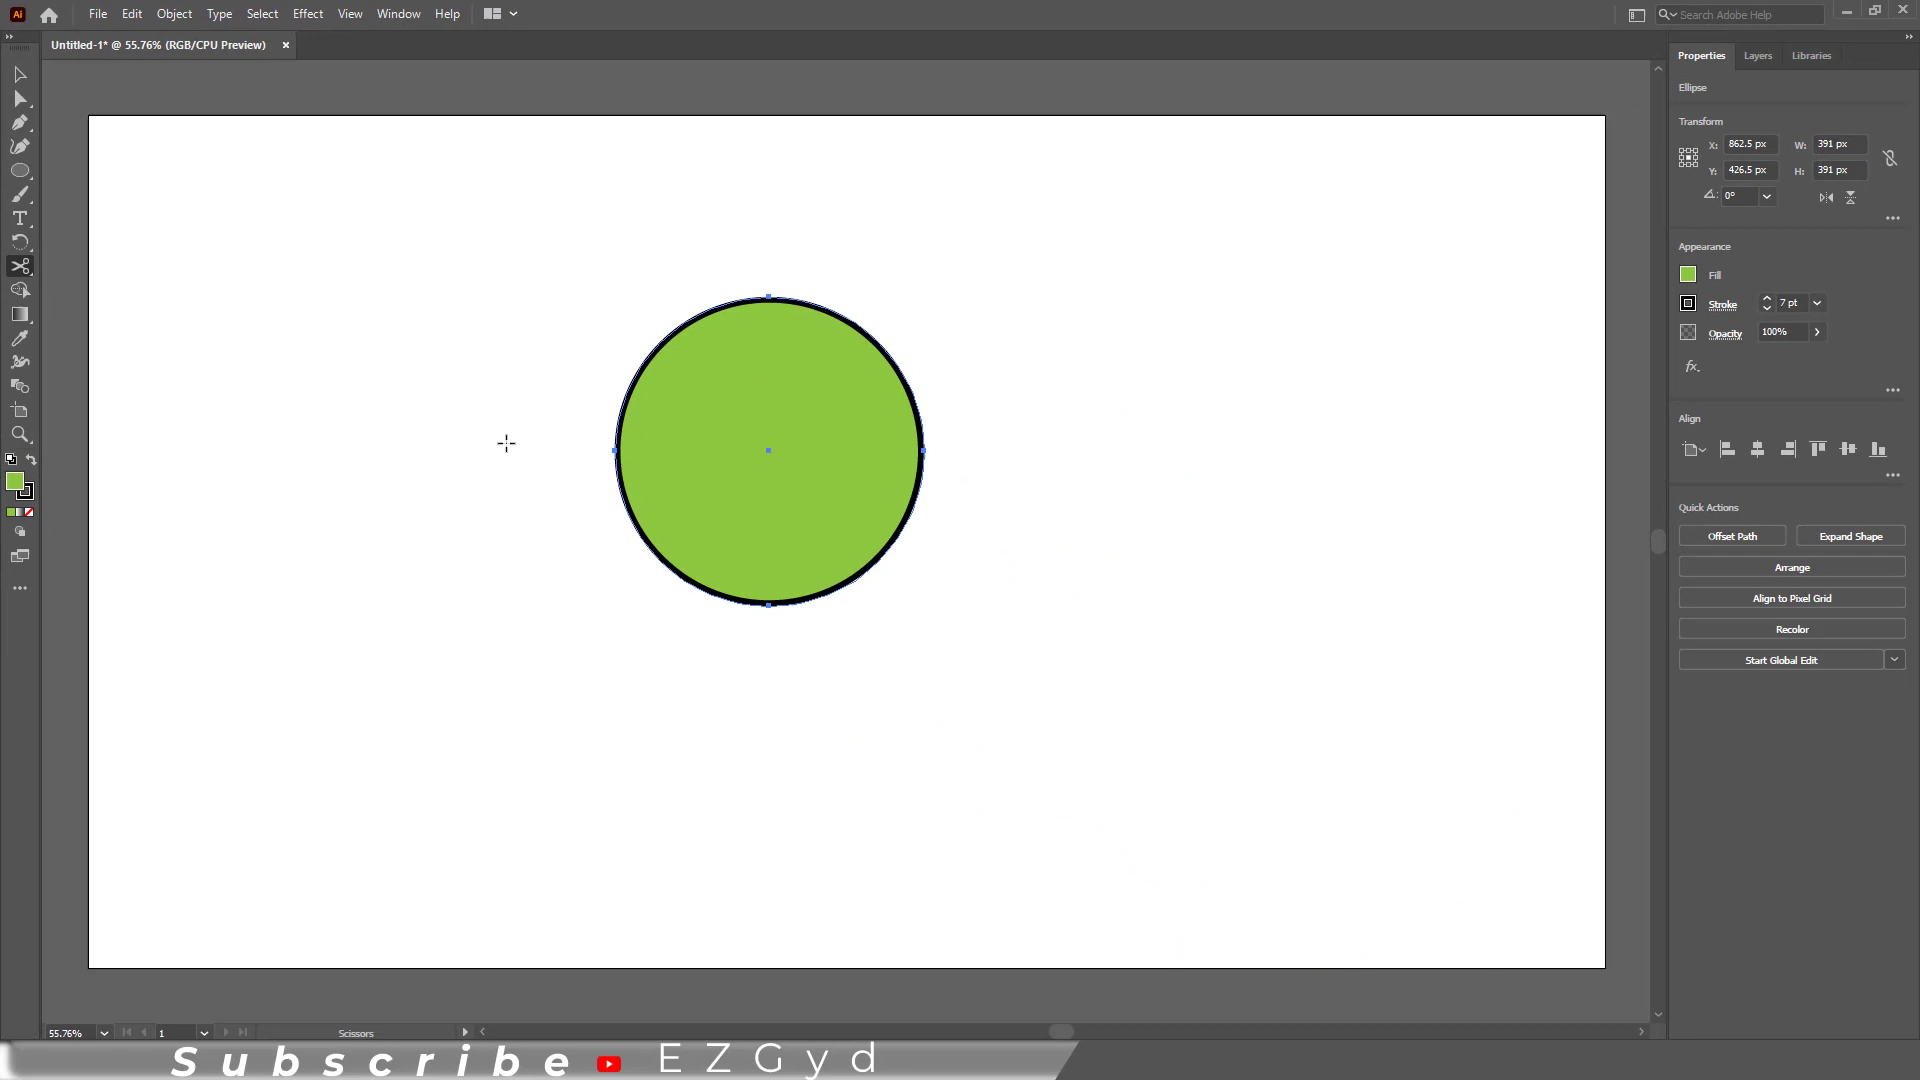 Ai File Edit Object Type Select Effect View Window Help Search Adobe Help
Untitled-1* @ 55.76% (RGB/CPU Preview) ×
Properties Layers Libraries
Ellipse
Transform
X: 862.5 px W: 391 px
Y: 426.5 px H: 391 px
0°
Appearance
Fill
Stroke 7 pt
Opacity 100%
fx.
Align
Quick Actions
Offset Path Expand Shape
Arrange
Align to Pixel Grid
Recolor
Start Global Edit
55.76% 1 Scissors
Subscribe EZGyd